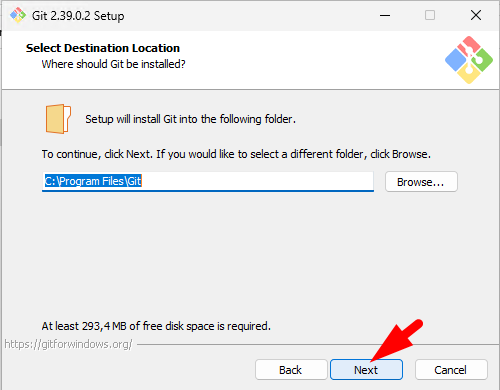 Git 2.39.0.2 Setup
Select Destination Location
Where should Git be installed?
Setup will install Git into the following folder.
To continue, click Next. If you would like to select a different folder, click Browse.
C:\Program Files\Git
Browse...
At least 293,4 MB of free disk space is required.
https://gitforwindows.org/
Back
Next
Cancel